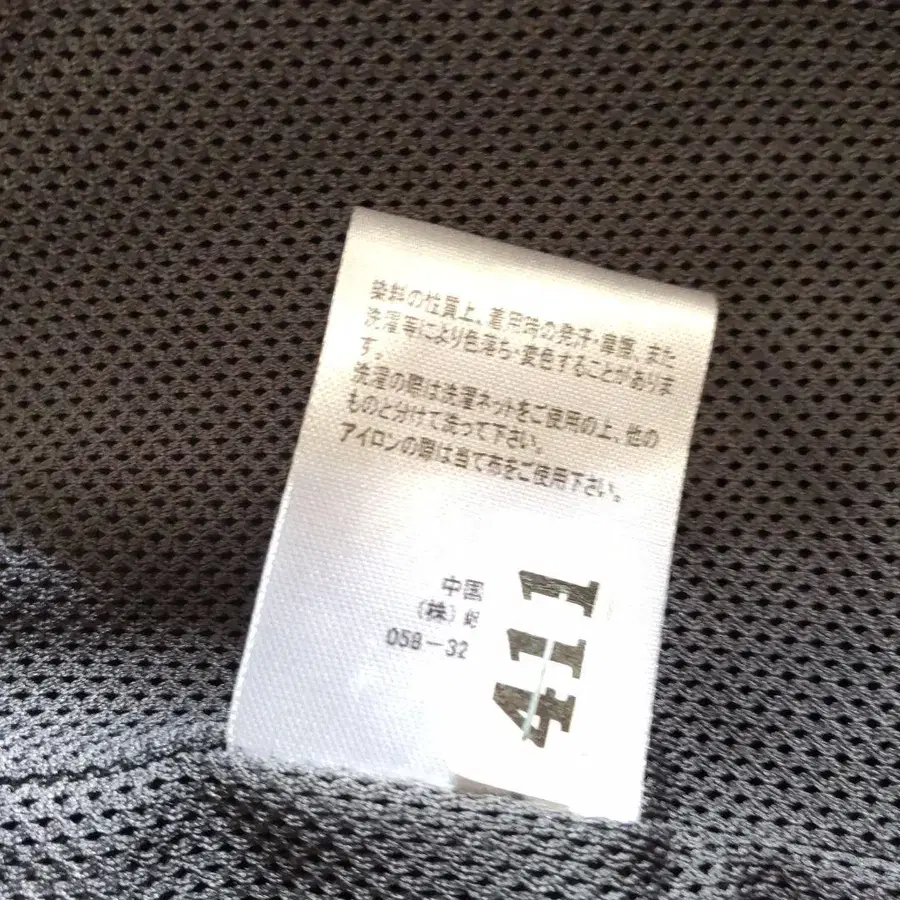 染料の性質上、着用時の発汗・摩擦、また
洗濯等により色落ち・変色することがありま
す。
洗濯の際は洗濯ネットをご使用の上、他の
ものと分けて洗って下さい。
アイロンの際は当て布をご使用下さい。
中国
(株)
058-32
411